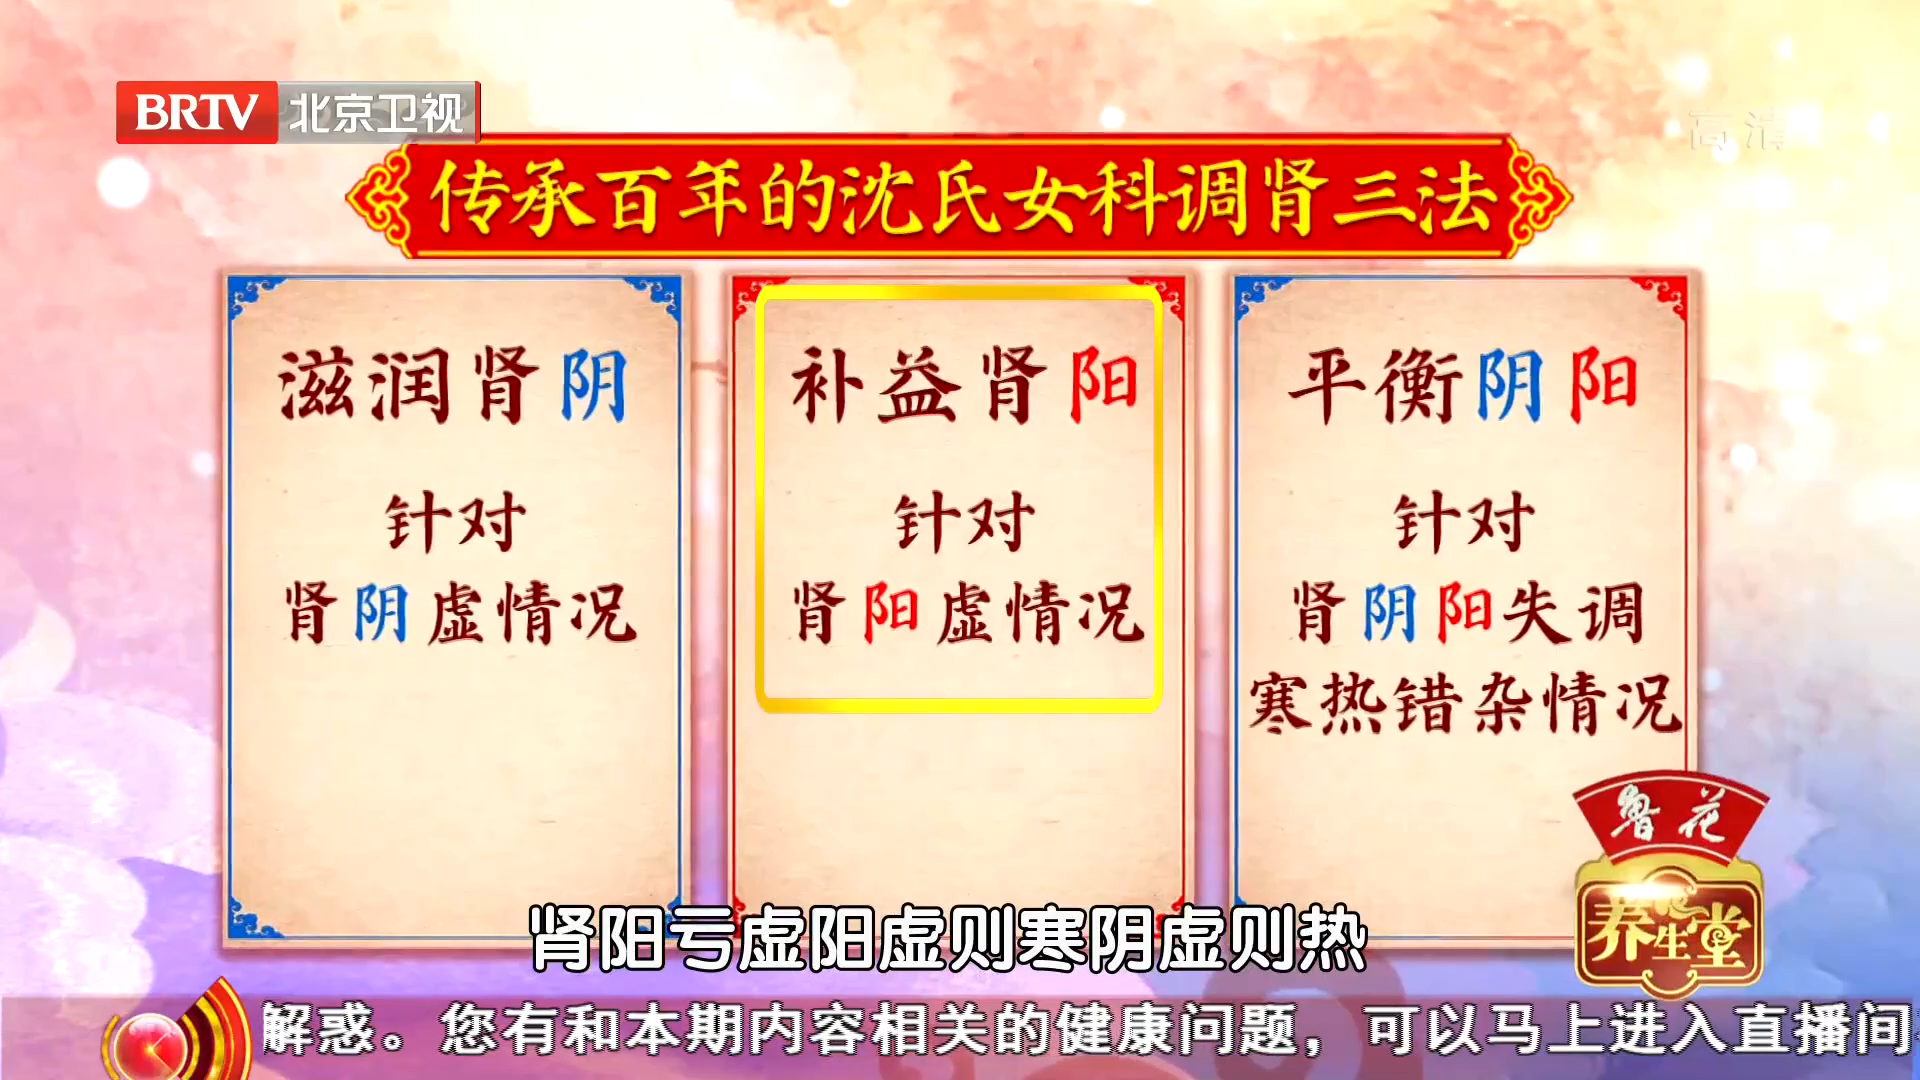 BRTV 北京卫视
高清
传承百年的沈氏女科调肾三法
滋润肾阴
针对
肾阴虚情况
补益肾阳
针对
肾阳虚情况
平衡阴阳
针对
肾阴阳失调
寒热错杂情况
鲁花
养生堂
肾阳亏虚阳虚则寒阴虚则热
解惑。您有和本期内容相关的健康问题，可以马上进入直播间